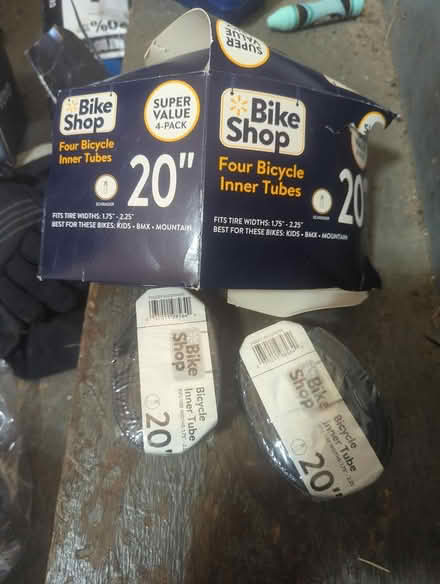 SUPER
VALUE
Bike
Shop
Four Bicycle
Inner Tubes
SUPER
VALUE
4-PACK
20"
SCHRADER
FITS TIRE WIDTHS: 1.75" - 2.25"
BEST FOR THESE BIKES: KIDS • BMX • MOUNTAIN
Bike
Shop
Four Bicycle
Inner Tubes
20
SCHRADER
FITS TIRE WIDTHS: 1.75" - 2.25"
BEST FOR THESE BIKES: KIDS • BMX • MOUNTAIN
Bike
Shop
Bicycle
Inner Tube
20"
Bike
Shop
Bicycle
Inner Tube
20"